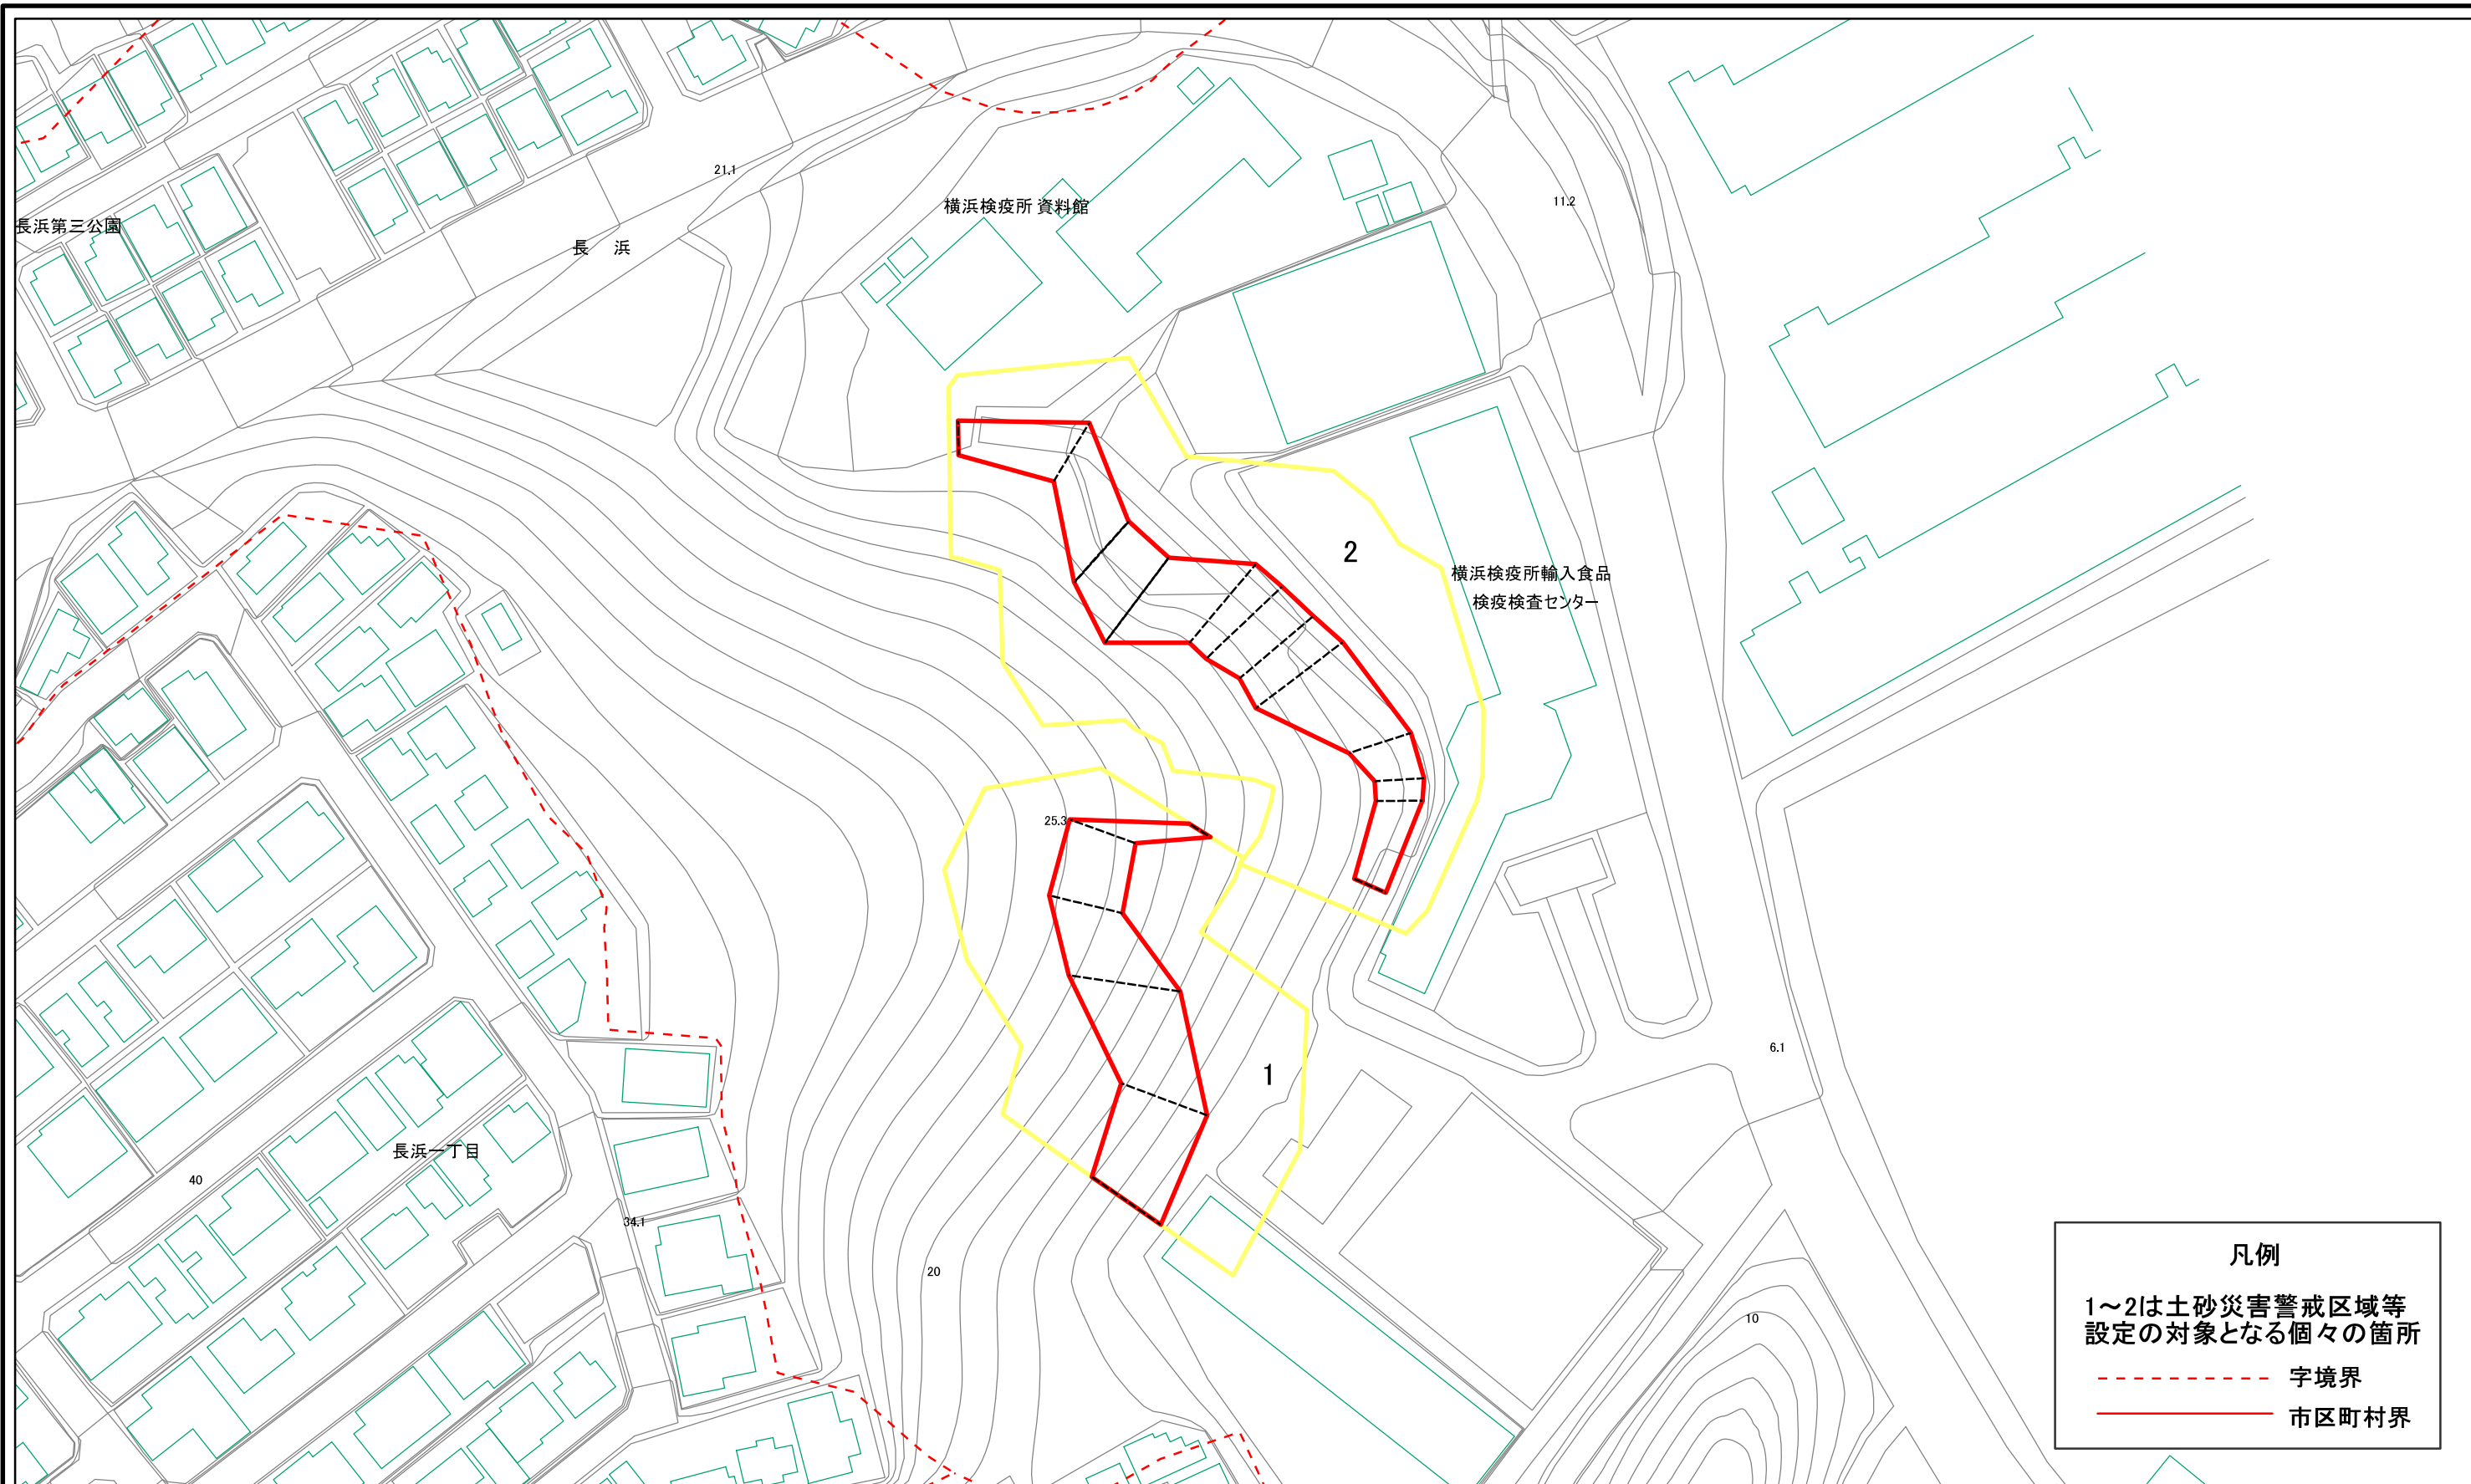 21.1
11.2
横浜検疫所 資料館
長浜第三公園
長　浜
2
横浜検疫所輸入食品
検疫検査センター
25.3
1
6.1
長浜一丁目
40
34.1
20
10
凡例
1～2は土砂災害警戒区域等
設定の対象となる個々の箇所
字境界
市区町村界